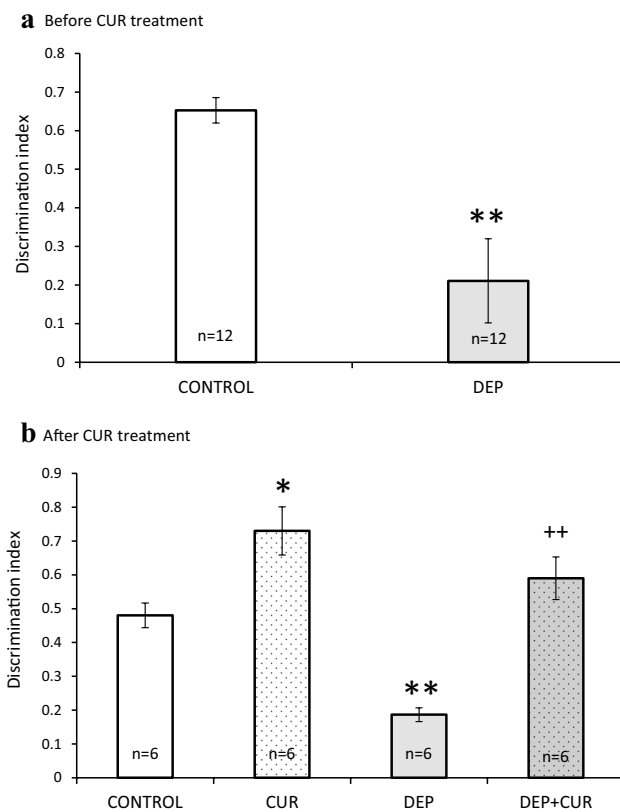 a Before CUR treatment
0.8
0.7
0.6
0.5
0.4
0.3
0.2
0.1
0
Discrimination index
**
n=12
n=12
CONTROL DEP
b After CUR treatment
0.9
0.8
0.7
0.6
0.5
0.4
0.3
0.2
0.1
0
Discrimination index
*
++
**
n=6 n=6 n=6 n=6
CONTROL CUR DEP DEP+CUR